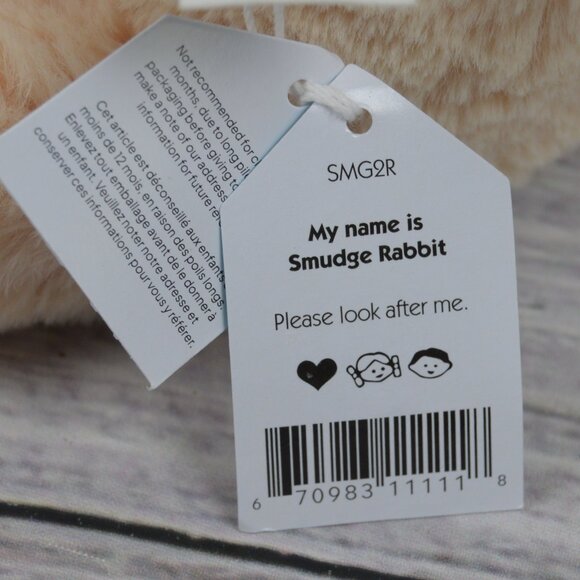 Not recommended for c
months, due to long pil
packaging before giving to
make a note of our address
information for future re
Cet article est déconseillé aux enfants
moins de 12 mois, en raison des poils longs.
Enlevez tout emballage avant de le donner à
un enfant. Veuillez noter notre adresse et
conserver ces informations pour vous y référer.
SMG2R
My name is
Smudge Rabbit
Please look after me.
6 70983 11111 8